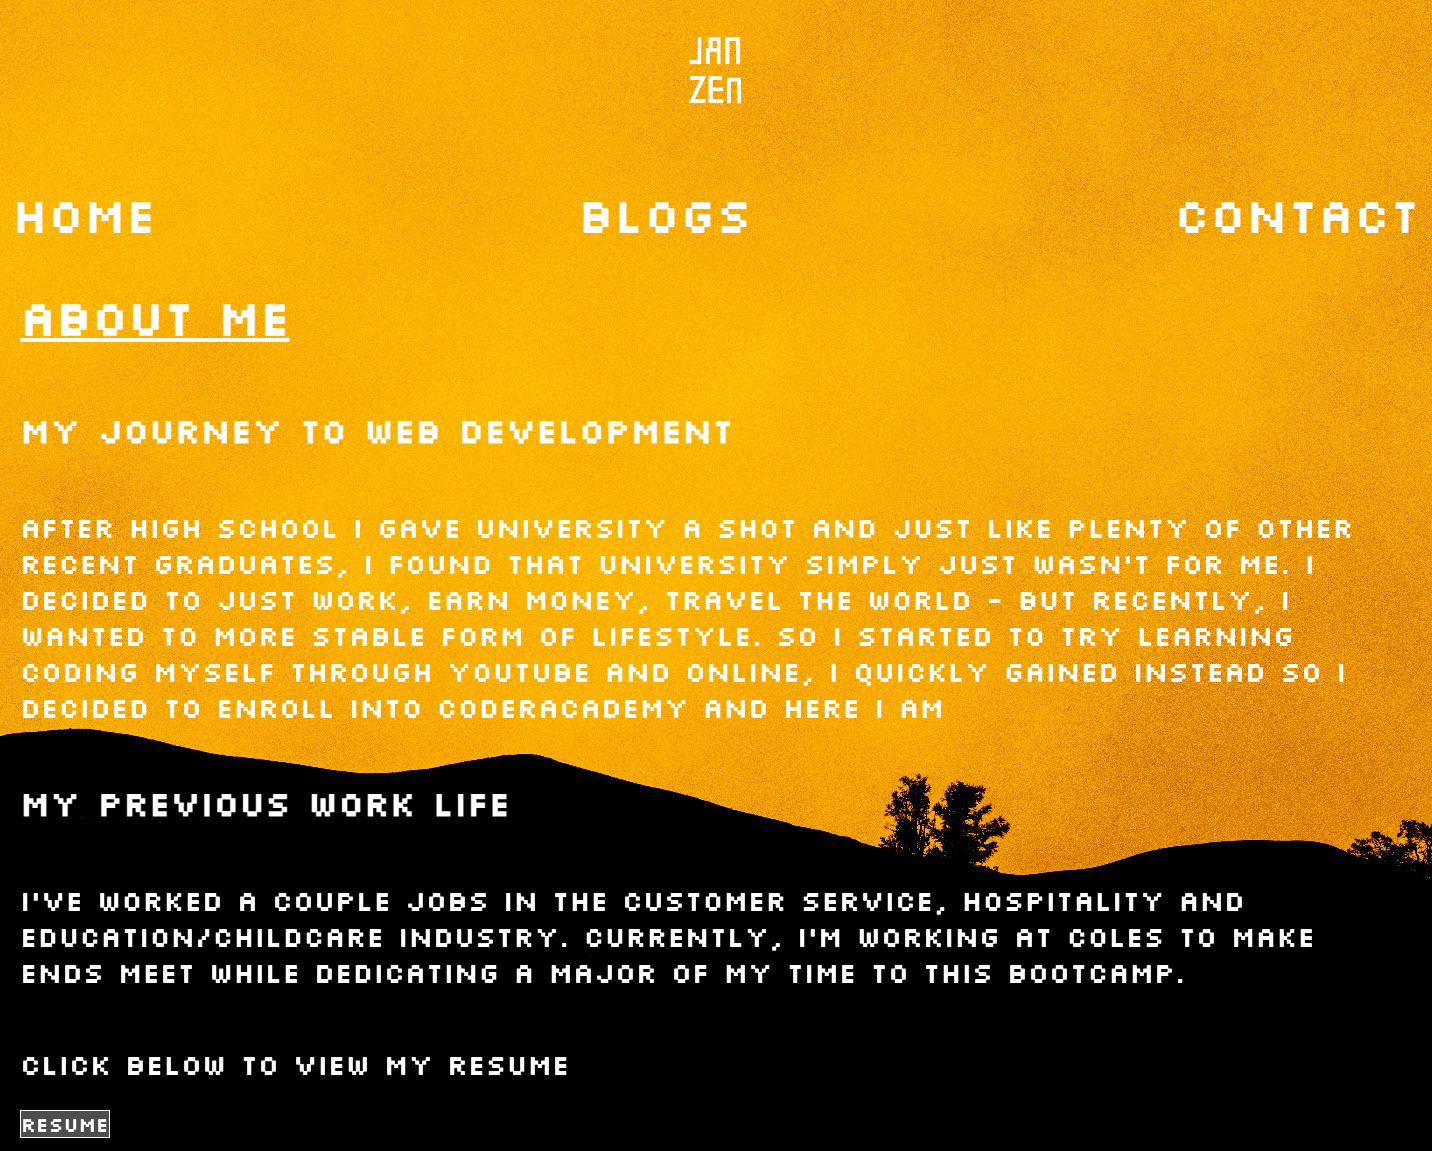 JAN
ZEN
HOME BLOGS CONTACT
ABOUT ME
MY JOURNEY TO WEB DEVELOPMENT
AFTER HIGH SCHOOL I GAVE UNIVERSITY A SHOT AND JUST LIKE PLENTY OF OTHER
RECENT GRADUATES, I FOUND THAT UNIVERSITY SIMPLY JUST WASN'T FOR ME. I
DECIDED TO JUST WORK, EARN MONEY, TRAVEL THE WORLD - BUT RECENTLY, I
WANTED TO MORE STABLE FORM OF LIFESTYLE. SO I STARTED TO TRY LEARNING
CODING MYSELF THROUGH YOUTUBE AND ONLINE, I QUICKLY GAINED INSTEAD SO I
DECIDED TO ENROLL INTO CODERACADEMY AND HERE I AM
MY PREVIOUS WORK LIFE
I'VE WORKED A COUPLE JOBS IN THE CUSTOMER SERVICE, HOSPITALITY AND
EDUCATION/CHILDCARE INDUSTRY. CURRENTLY, I'M WORKING AT COLES TO MAKE
ENDS MEET WHILE DEDICATING A MAJOR OF MY TIME TO THIS BOOTCAMP.
CLICK BELOW TO VIEW MY RESUME
RESUME